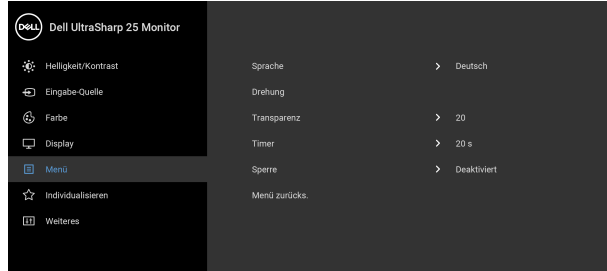 DELL Dell UltraSharp 25 Monitor
Helligkeit/Kontrast
Eingabe-Quelle
Farbe
Display
Menü
Individualisieren
Weiteres
Sprache Deutsch
Drehung
Transparenz 20
Timer 20 s
Sperre Deaktiviert
Menü zurücks.